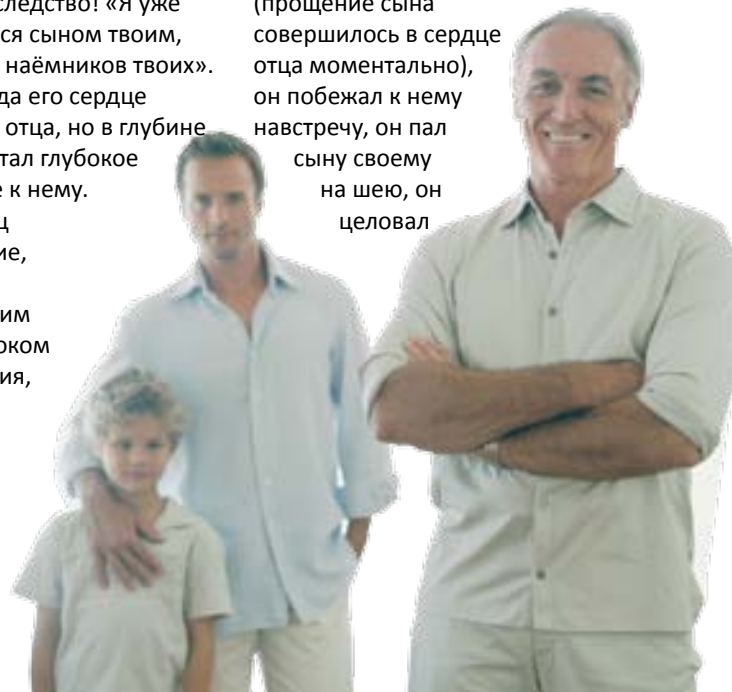 следство! «Я уже
ся сыном твоим,
наёмников твоих».
да его сердце
отца, но в глубине
тал глубокое
е к нему.
ц
ие,
им
оком
ия,
(прощение сына
совершилось в сердце
отца моментально),
он побежал к нему
навстречу, он пал
сыну своему
на шею, он
целовал